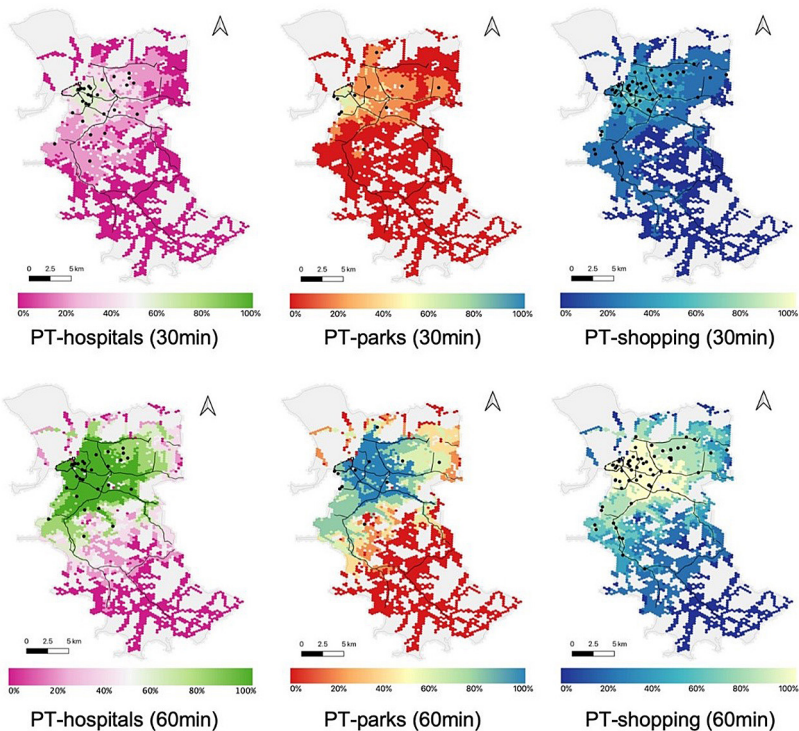 0 2.5 5 km
0 2.5 5 km
0 2.5 5 km
0% 20% 40% 60% 80% 100%
0% 20% 40% 60% 80% 100%
0% 20% 40% 60% 80% 100%
PT-hospitals (30min)
PT-parks (30min)
PT-shopping (30min)
0 2.5 5 km
0 2.5 5 km
0 2.5 5 km
0% 20% 40% 60% 80% 100%
0% 20% 40% 60% 80% 100%
0% 20% 40% 60% 80% 100%
PT-hospitals (60min)
PT-parks (60min)
PT-shopping (60min)